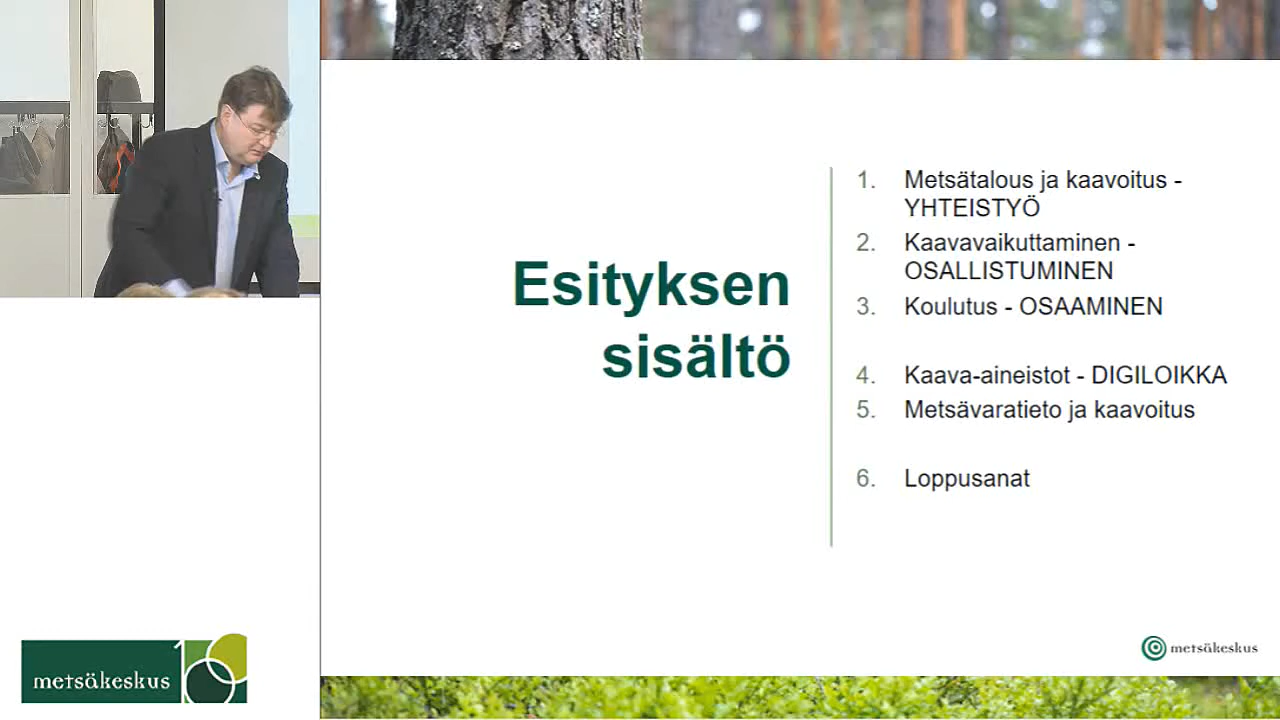 Esityksen
sisältö
1. Metsätalous ja kaavoitus -
YHTEISTYÖ
2. Kaavavaikuttaminen -
OSALLISTUMINEN
3. Koulutus - OSAAMINEN
4. Kaava-aineistot - DIGILOIKKA
5. Metsävaratieto ja kaavoitus
6. Loppusanat
metsäkeskus
metsäkeskus 10